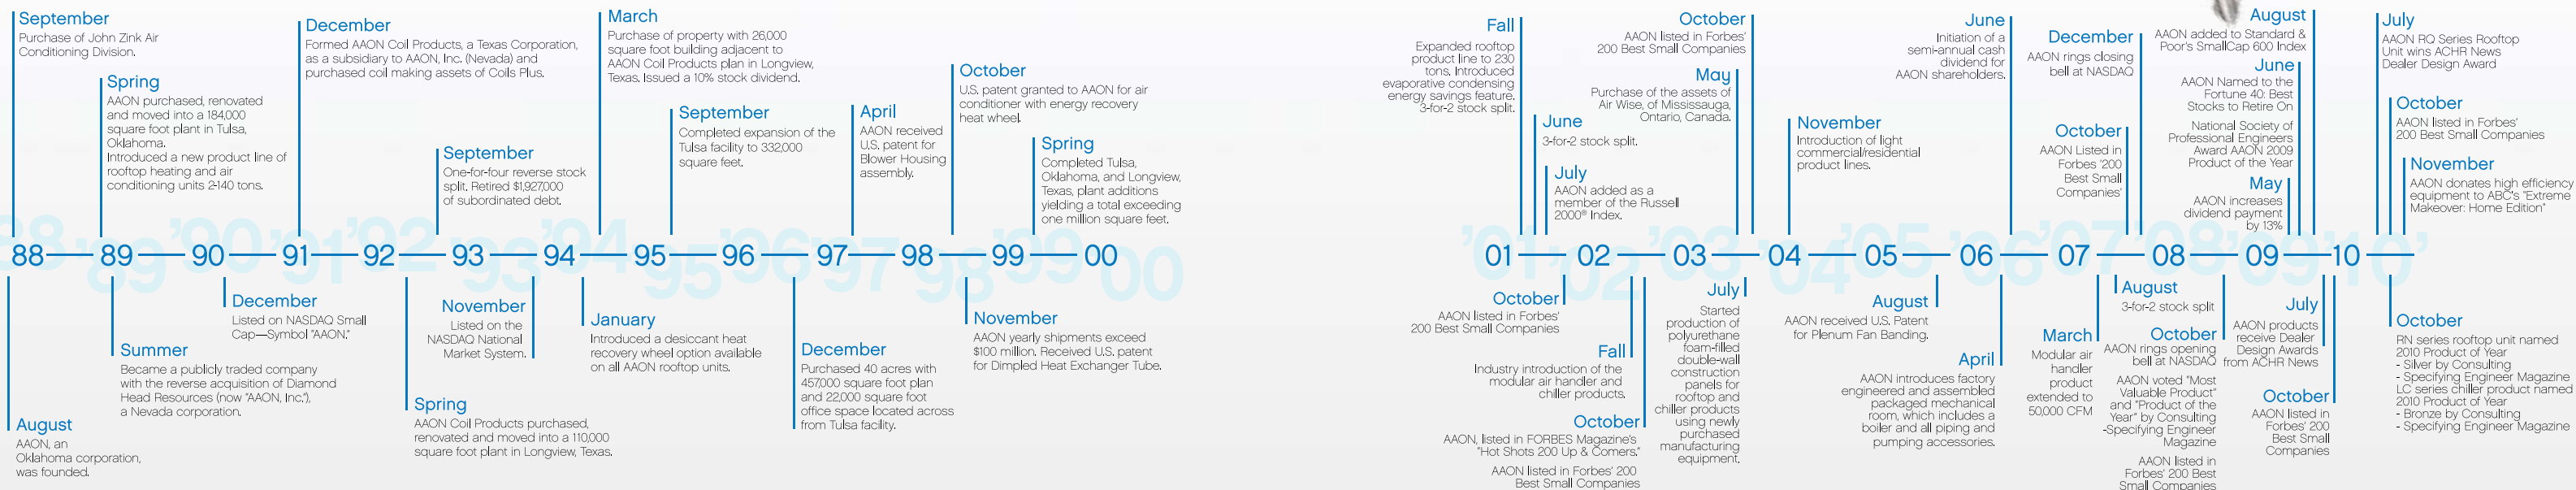 September
Purchase of John Zink Air
Conditioning Division.
Spring
AAON purchased, renovated
and moved into a 184,000
square foot plant in Tulsa,
Oklahoma.
Introduced a new product line of
rooftop heating and air
conditioning units 2-140 tons.
December
Formed AAON Coil Products, a Texas Corporation,
as a subsidiary to AAON, Inc. (Nevada) and
purchased coil making assets of Coils Plus.
September
One-for-four reverse stock
split. Retired $1,927,000
of subordinated debt.
March
Purchase of property with 26,000
square foot building adjacent to
AAON Coil Products plan in Longview,
Texas. Issued a 10% stock dividend.
September
Completed expansion of the
Tulsa facility to 332,000
square feet.
April
AAON received
U.S. patent for
Blower Housing
assembly.
October
U.S. patent granted to AAON for air
conditioner with energy recovery
heat wheel.
Spring
Completed Tulsa,
Oklahoma, and Longview,
Texas, plant additions
yielding a total exceeding
one million square feet.
88 89 90 91 92 93 94 95 96 97 98 99 00
88 '89 '90 '91 '92 93 '94 95 '96 '97 98 '99 00
August
AAON, an
Oklahoma corporation,
was founded.
Summer
Became a publicly traded company
with the reverse acquisition of Diamond
Head Resources (now "AAON, Inc."),
a Nevada corporation.
December
Listed on NASDAQ Small
Cap—Symbol "AAON."
Spring
AAON Coil Products purchased,
renovated and moved into a 110,000
square foot plant in Longview, Texas.
November
Listed on the
NASDAQ National
Market System.
January
Introduced a desiccant heat
recovery wheel option available
on all AAON rooftop units.
December
Purchased 40 acres with
457,000 square foot plan
and 22,000 square foot
office space located across
from Tulsa facility.
November
AAON yearly shipments exceed
$100 million. Received U.S. patent
for Dimpled Heat Exchanger Tube.
Fall
Expanded rooftop
product line to 230
tons. Introduced
evaporative condensing
energy savings feature.
3-for-2 stock split.
June
3-for-2 stock split.
July
AAON added as a
member of the Russell
2000® Index.
October
AAON listed in Forbes'
200 Best Small Companies
May
Purchase of the assets of
Air Wise, of Mississauga,
Ontario, Canada.
November
Introduction of light
commercial/residential
product lines.
June
Initiation of a
semi-annual cash
dividend for
AAON shareholders.
December
AAON rings closing
bell at NASDAQ
October
AAON Listed in
Forbes '200
Best Small
Companies'
August
AAON added to Standard &
Poor's SmallCap 600 Index
June
AAON Named to the
Fortune 40: Best
Stocks to Retire On
National Society of
Professional Engineers
Award AAON 2009
Product of the Year
May
AAON increases
dividend payment
by 13%
July
AAON RQ Series Rooftop
Unit wins ACHR News
Dealer Design Award
October
AAON listed in Forbes'
200 Best Small Companies
November
AAON donates high efficiency
equipment to ABC's "Extreme
Makeover: Home Edition"
01 02 03 04 05 06 07 08 09 10
'01 '02 '03 04 '05 '06 '07 '08 '09 10'
October
AAON listed in Forbes'
200 Best Small Companies
Fall
Industry introduction of the
modular air handler and
chiller products.
October
AAON, listed in FORBES Magazine's
"Hot Shots 200 Up & Comers."
AAON listed in Forbes' 200
Best Small Companies
July
Started
production of
polyurethane
foam-filled
double-wall
construction
panels for
rooftop and
chiller products
using newly
purchased
manufacturing
equipment.
August
AAON received U.S. Patent
for Plenum Fan Banding.
April
AAON introduces factory
engineered and assembled
packaged mechanical
room, which includes a
boiler and all piping and
pumping accessories.
March
Modular air
handler
product
extended to
50,000 CFM
August
3-for-2 stock split
October
AAON rings opening
bell at NASDAQ
AAON voted "Most
Valuable Product"
and "Product of the
Year" by Consulting
-Specifying Engineer
Magazine
AAON listed in
Forbes' 200 Best
Small Companies
July
AAON products
receive Dealer
Design Awards
from ACHR News
October
AAON listed in
Forbes' 200
Best Small
Companies
October
RN series rooftop unit named
2010 Product of Year
- Silver by Consulting
- Specifying Engineer Magazine
LC series chiller product named
2010 Product of Year
- Bronze by Consulting
- Specifying Engineer Magazine